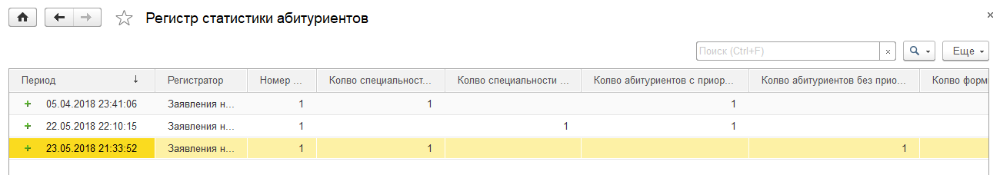 Регистр статистики абитуриентов
×
Поиск (Ctrl+F) × Еще
Период ↓ Регистратор Номер ... Колво специальност... Колво специальности ... Колво абитуриентов с приор... Колво абитуриентов без прио... Колво форм
+ 05.04.2018 23:41:06 Заявления н... 1 1 1
+ 22.05.2018 22:10:15 Заявления н... 1 1 1
+ 23.05.2018 21:33:52 Заявления н... 1 1 1